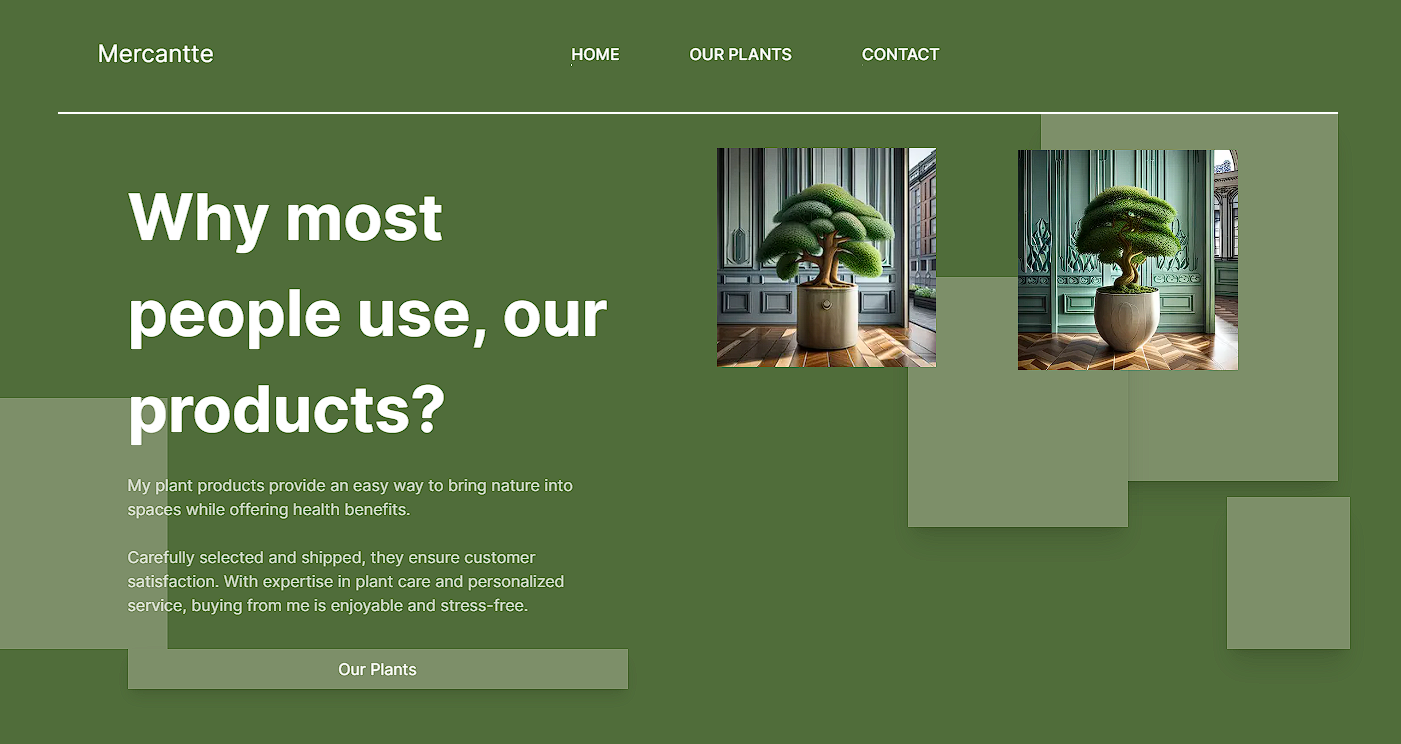 Mercantte
HOME
OUR PLANTS
CONTACT
Why most
people use, our
products?
My plant products provide an easy way to bring nature into
spaces while offering health benefits.
Carefully selected and shipped, they ensure customer
satisfaction. With expertise in plant care and personalized
service, buying from me is enjoyable and stress-free.
Our Plants